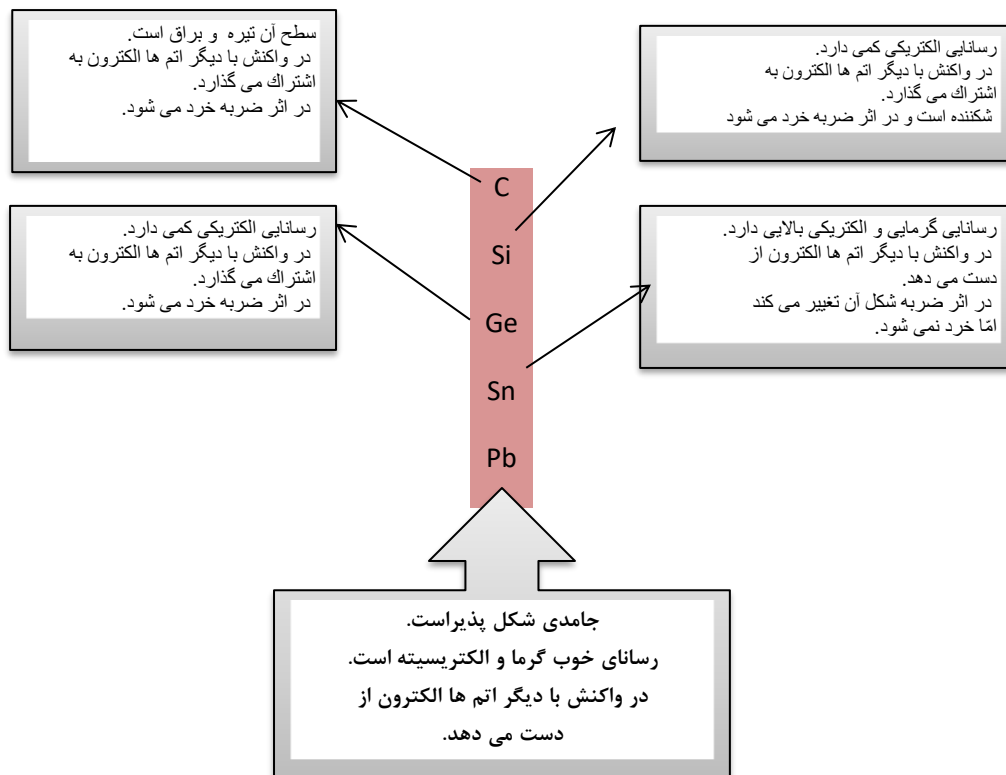 سطح آن تیره و براق است.
در واکنش با دیگر اتم ها الکترون به
اشتراك می گذارد.
در اثر ضربه خرد می شود.
رسانایی الکتریکی کمی دارد.
در واکنش با دیگر اتم ها الکترون به
اشتراك می گذارد.
شکننده است و در اثر ضربه خرد می شود
C
Si
Ge
Sn
Pb
رسانایی الکتریکی کمی دارد.
در واکنش با دیگر اتم ها الکترون به
اشتراك می گذارد.
در اثر ضربه خرد می شود.
رسانایی گرمایی و الکتریکی بالایی دارد.
در واکنش با دیگر اتم ها الکترون از
دست می دهد.
در اثر ضربه شکل آن تغییر می کند
امّا خرد نمی شود.
جامدی شکل پذیراست.
رسانای خوب گرما و الکتریسیته است.
در واکنش با دیگر اتم ها الکترون از
دست می دهد.